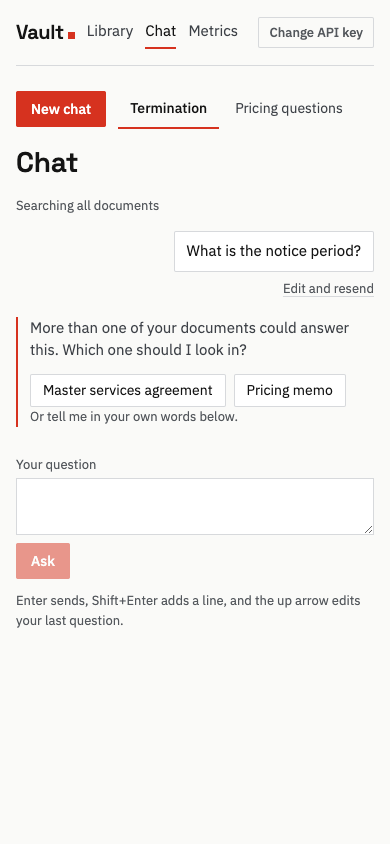 Vault Library Chat Metrics Change API key
New chat Termination Pricing questions
Chat
Searching all documents
What is the notice period?
Edit and resend
More than one of your documents could answer
this. Which one should I look in?
Master services agreement Pricing memo
Or tell me in your own words below.
Your question
Ask
Enter sends, Shift+Enter adds a line, and the up arrow edits
your last question.